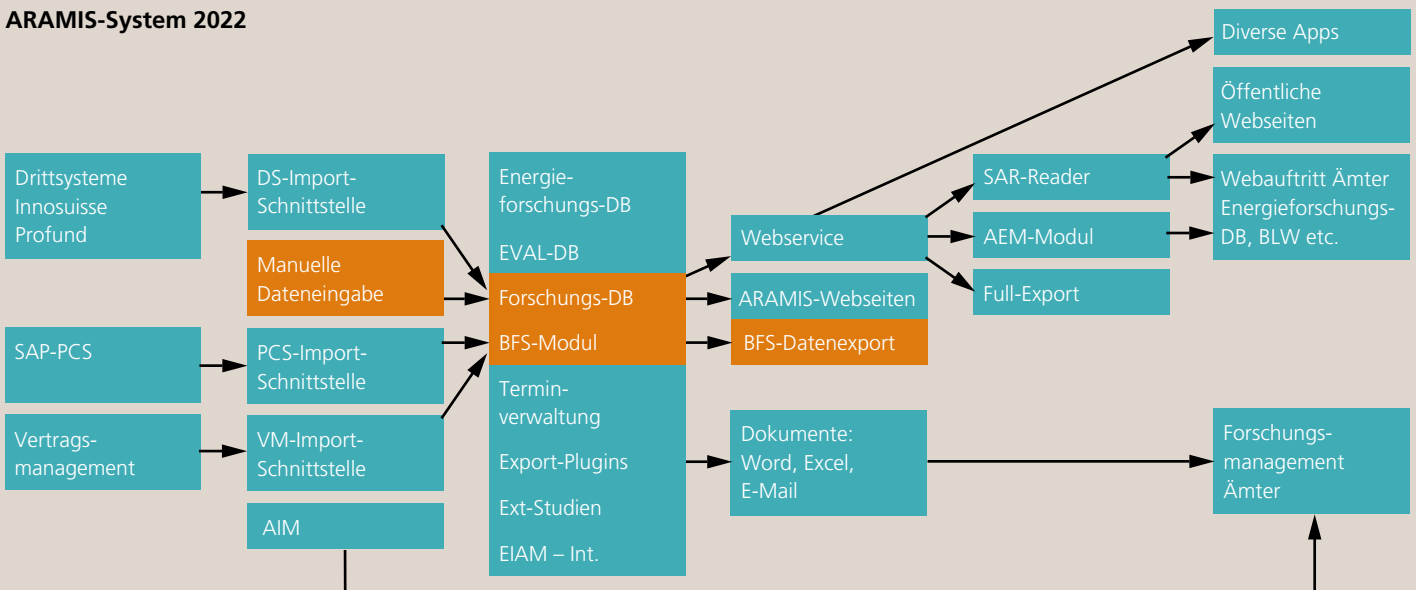 ARAMIS-System 2022
Drittsysteme
Innosuisse
Profund
SAP-PCS
Vertrags-
management
DS-Import-
Schnittstelle
Manuelle
Dateneingabe
PCS-Import-
Schnittstelle
VM-Import-
Schnittstelle
AIM
Energie-
forschungs-DB
EVAL-DB
Forschungs-DB
BFS-Modul
Termin-
verwaltung
Export-Plugins
Ext-Studien
EIAM – Int.
Webservice
ARAMIS-Webseiten
BFS-Datenexport
Dokumente:
Word, Excel,
E-Mail
SAR-Reader
AEM-Modul
Full-Export
Diverse Apps
Öffentliche
Webseiten
Webauftritt Ämter
Energieforschungs-
DB, BLW etc.
Forschungs-
management
Ämter